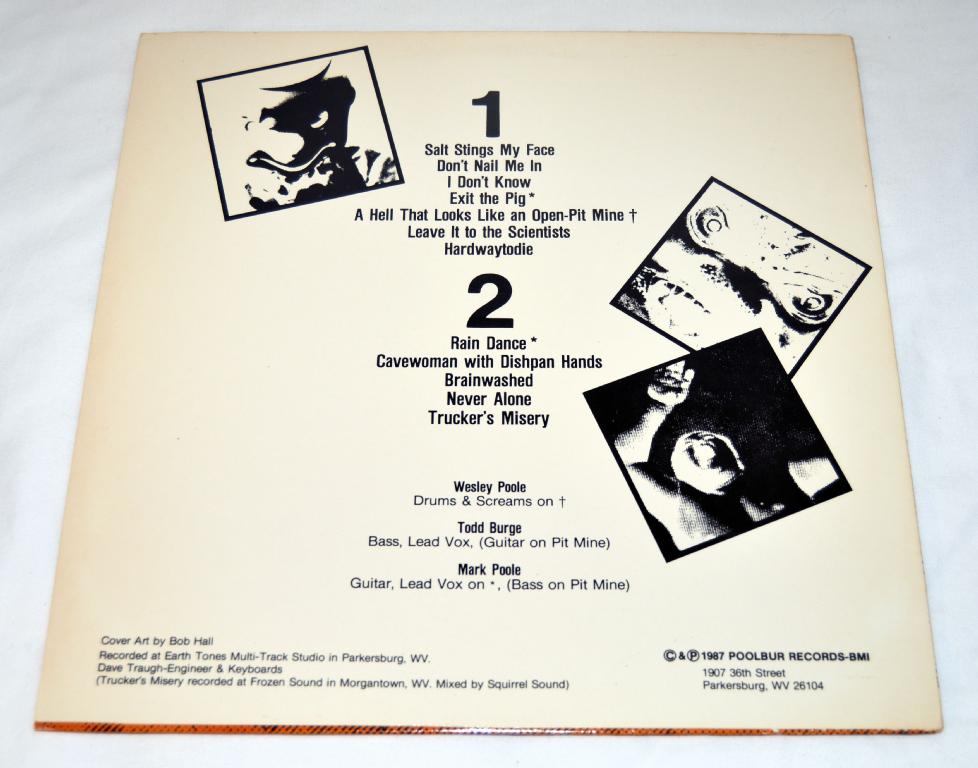 1
Salt Stings My Face
Don't Nail Me In
I Don't Know
Exit the Pig *
A Hell That Looks Like an Open-Pit Mine †
Leave It to the Scientists
Hardwaytodie
2
Rain Dance *
Cavewoman with Dishpan Hands
Brainwashed
Never Alone
Trucker's Misery
Wesley Poole
Drums & Screams on †
Todd Burge
Bass, Lead Vox, (Guitar on Pit Mine)
Mark Poole
Guitar, Lead Vox on *, (Bass on Pit Mine)
Cover Art by Bob Hall
Recorded at Earth Tones Multi-Track Studio in Parkersburg, WV.
Dave Traugh-Engineer & Keyboards
(Trucker's Misery recorded at Frozen Sound in Morgantown, WV. Mixed by Squirrel Sound)
©&℗1987 POOLBUR RECORDS-BMI
1907 36th Street
Parkersburg, WV 26104